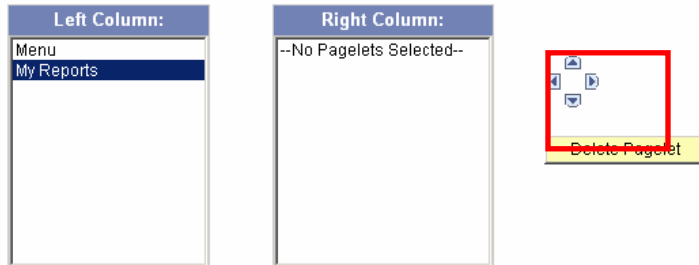 Left Column:
Right Column:
Menu
My Reports
--No Pagelets Selected--
Delete Pagelet